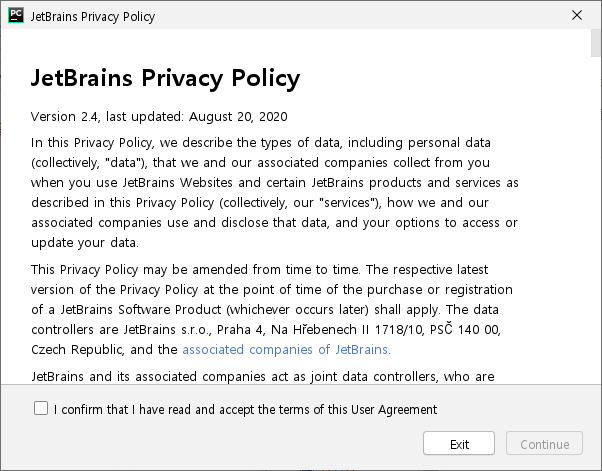 PC JetBrains Privacy Policy
JetBrains Privacy Policy
Version 2.4, last updated: August 20, 2020
In this Privacy Policy, we describe the types of data, including personal data
(collectively, "data"), that we and our associated companies collect from you
when you use JetBrains Websites and certain JetBrains products and services as
described in this Privacy Policy (collectively, our "services"), how we and our
associated companies use and disclose that data, and your options to access or
update your data.
This Privacy Policy may be amended from time to time. The respective latest
version of the Privacy Policy at the point of time of the purchase or registration
of a JetBrains Software Product (whichever occurs later) shall apply. The data
controllers are JetBrains s.r.o., Praha 4, Na Hřebenech II 1718/10, PSČ 140 00,
Czech Republic, and the associated companies of JetBrains.
JetBrains and its associated companies act as joint data controllers, who are
I confirm that I have read and accept the terms of this User Agreement
Exit Continue